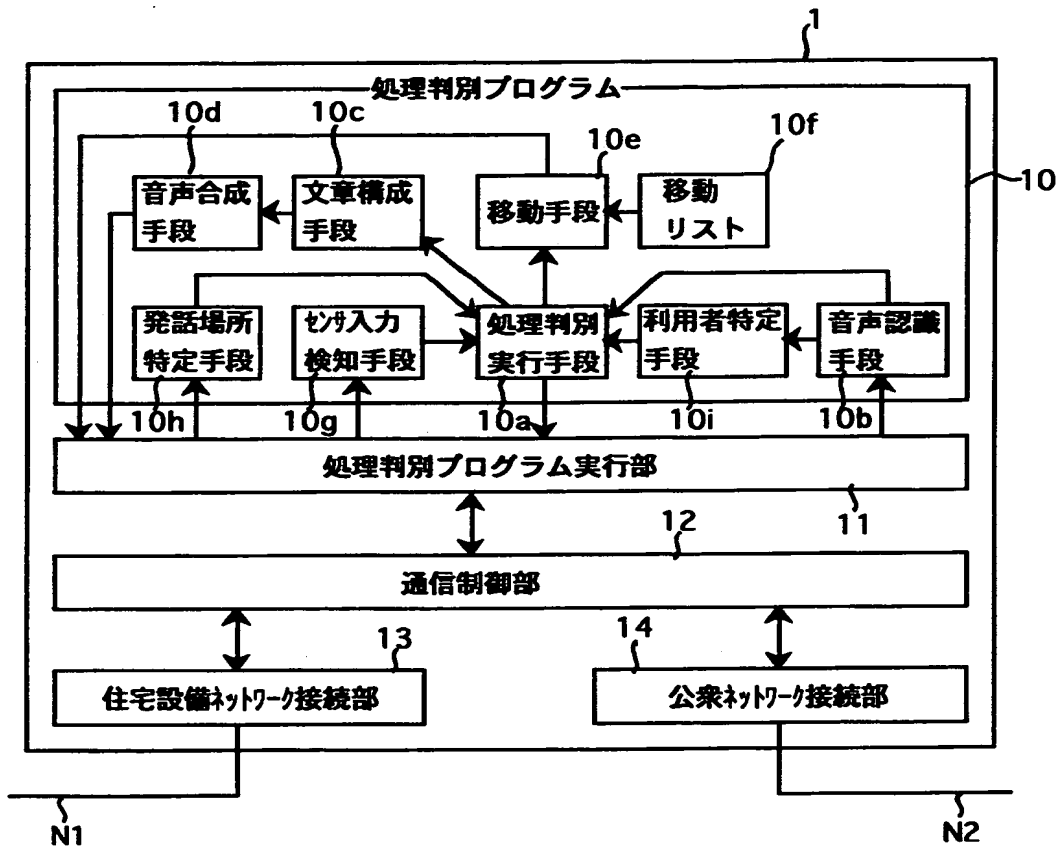 1
処理判別プログラム
10d
10c
10e
10f
10
音声合成
手段
文章構成
手段
移動手段
移動
リスト
発話場所
特定手段
ｾﾝｻ入力
検知手段
処理判別
実行手段
利用者特定
手段
音声認識
手段
10h
10g
10a
10i
10b
処理判別プログラム実行部
11
12
通信制御部
13
14
住宅設備ﾈｯﾄﾜｰｸ接続部
公衆ﾈｯﾄﾜｰｸ接続部
N1
N2